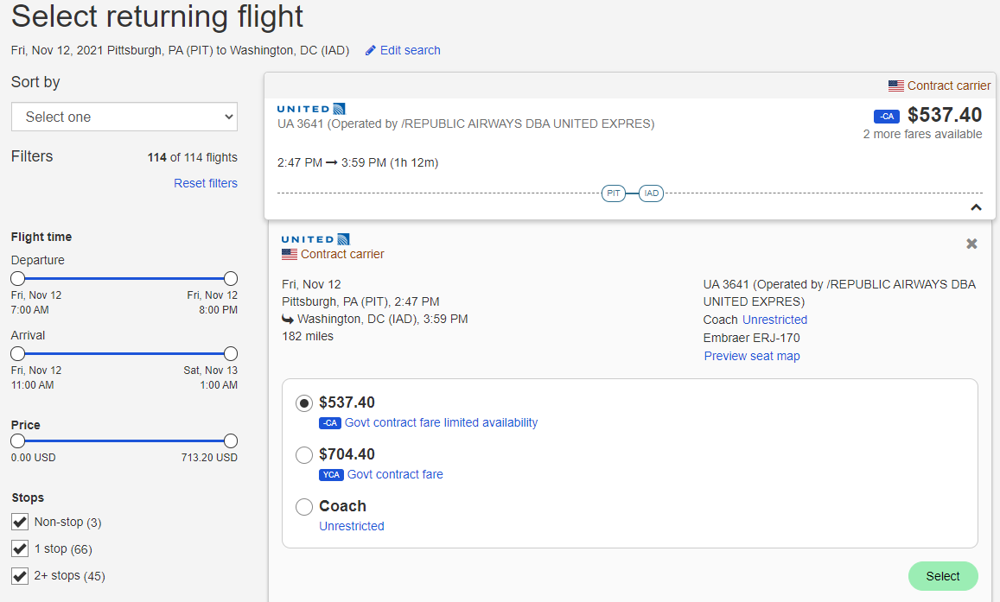 Select returning flight
Fri, Nov 12, 2021 Pittsburgh, PA (PIT) to Washington, DC (IAD) Edit search
Sort by
Select one
Filters 114 of 114 flights
Reset filters
Flight time
Departure
Fri, Nov 12 Fri, Nov 12
7:00 AM 8:00 PM
Arrival
Fri, Nov 12 Sat, Nov 13
11:00 AM 1:00 AM
Price
0.00 USD 713.20 USD
Stops
Non-stop (3)
1 stop (66)
2+ stops (45)
Contract carrier
UNITED
UA 3641 (Operated by /REPUBLIC AIRWAYS DBA UNITED EXPRES)
-CA $537.40
2 more fares available
2:47 PM → 3:59 PM (1h 12m)
PIT IAD
UNITED
Contract carrier
Fri, Nov 12
Pittsburgh, PA (PIT), 2:47 PM
Washington, DC (IAD), 3:59 PM
182 miles
UA 3641 (Operated by /REPUBLIC AIRWAYS DBA
UNITED EXPRES)
Coach Unrestricted
Embraer ERJ-170
Preview seat map
$537.40
-CA Govt contract fare limited availability
$704.40
YCA Govt contract fare
Coach
Unrestricted
Select